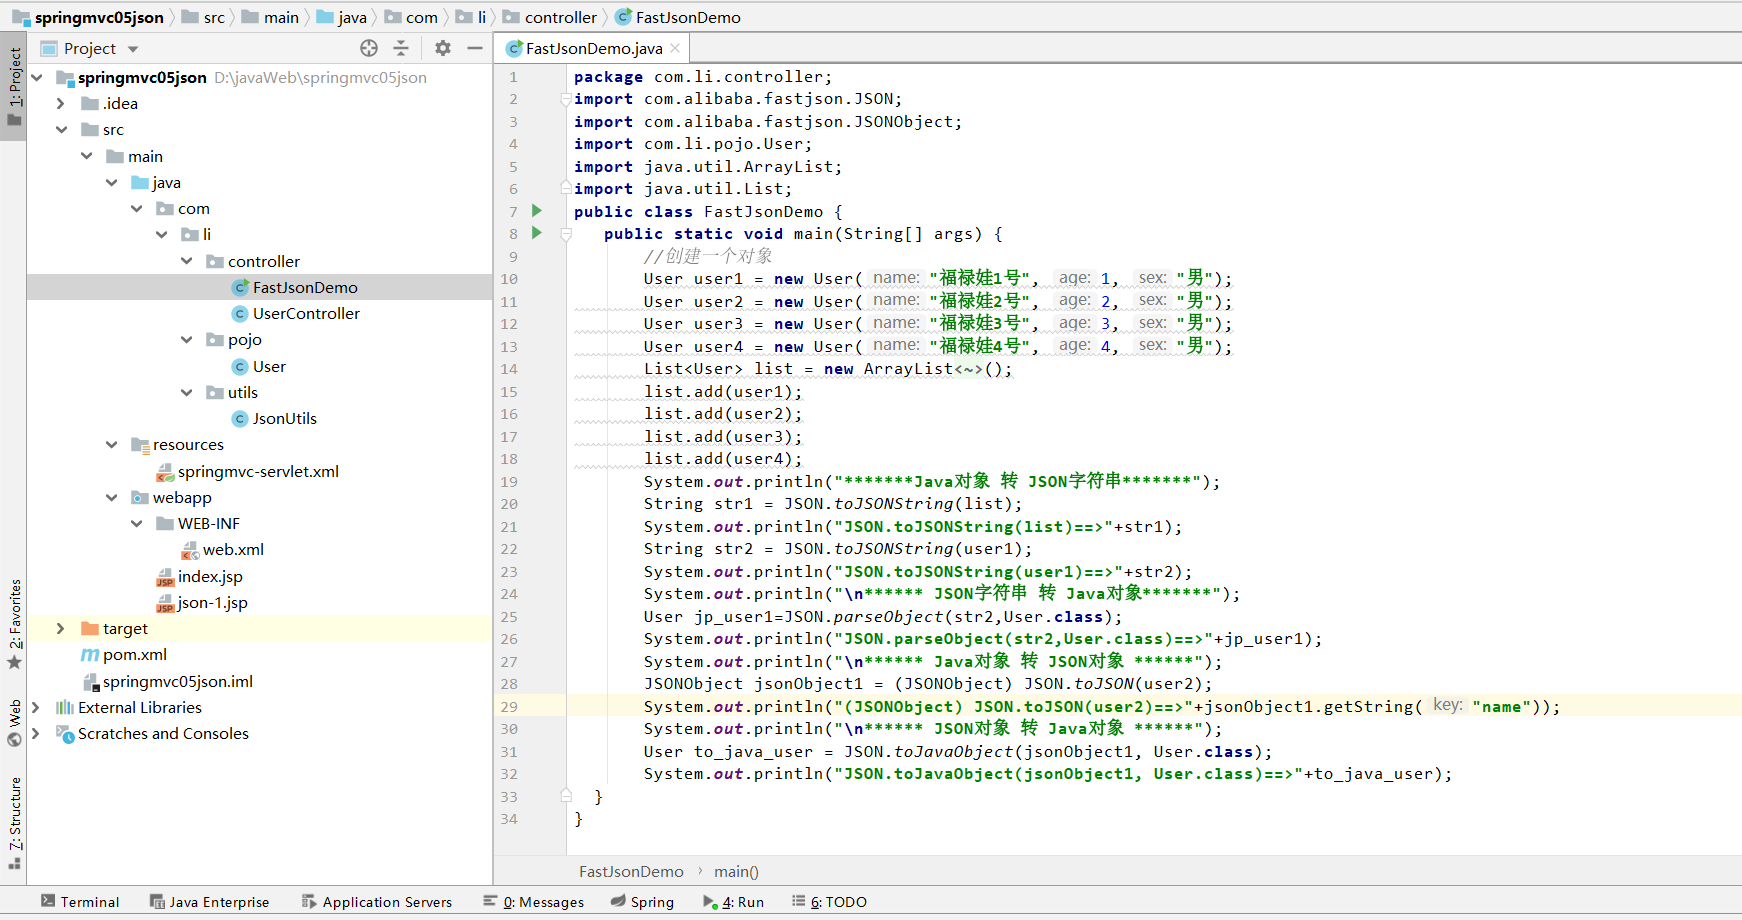 springmvc05json src main java com li controller FastJsonDemo
Project
FastJsonDemo.java
1: Project
2: Favorites
Web
7: Structure
springmvc05json D:\javaWeb\springmvc05json
.idea
src
main
java
com
li
controller
FastJsonDemo
UserController
pojo
User
utils
JsonUtils
resources
springmvc-servlet.xml
webapp
WEB-INF
web.xml
index.jsp
json-1.jsp
target
pom.xml
springmvc05json.iml
External Libraries
Scratches and Consoles
1 package com.li.controller;
2 import com.alibaba.fastjson.JSON;
3 import com.alibaba.fastjson.JSONObject;
4 import com.li.pojo.User;
5 import java.util.ArrayList;
6 import java.util.List;
7 public class FastJsonDemo {
8 public static void main(String[] args) {
9 //创建一个对象
10 User user1 = new User( name: "福禄娃1号", age: 1, sex: "男");
11 User user2 = new User( name: "福禄娃2号", age: 2, sex: "男");
12 User user3 = new User( name: "福禄娃3号", age: 3, sex: "男");
13 User user4 = new User( name: "福禄娃4号", age: 4, sex: "男");
14 List<User> list = new ArrayList<~>();
15 list.add(user1);
16 list.add(user2);
17 list.add(user3);
18 list.add(user4);
19 System.out.println("*******Java对象 转 JSON字符串*******");
20 String str1 = JSON.toJSONString(list);
21 System.out.println("JSON.toJSONString(list)==>"+str1);
22 String str2 = JSON.toJSONString(user1);
23 System.out.println("JSON.toJSONString(user1)==>"+str2);
24 System.out.println("\n****** JSON字符串 转 Java对象*******");
25 User jp_user1=JSON.parseObject(str2,User.class);
26 System.out.println("JSON.parseObject(str2,User.class)==>"+jp_user1);
27 System.out.println("\n****** Java对象 转 JSON对象 ******");
28 JSONObject jsonObject1 = (JSONObject) JSON.toJSON(user2);
29 System.out.println("(JSONObject) JSON.toJSON(user2)==>"+jsonObject1.getString( key: "name"));
30 System.out.println("\n****** JSON对象 转 Java对象 ******");
31 User to_java_user = JSON.toJavaObject(jsonObject1, User.class);
32 System.out.println("JSON.toJavaObject(jsonObject1, User.class)==>"+to_java_user);
33 }
34 }
FastJsonDemo main()
Terminal Java Enterprise Application Servers 0: Messages Spring 4: Run 6: TODO